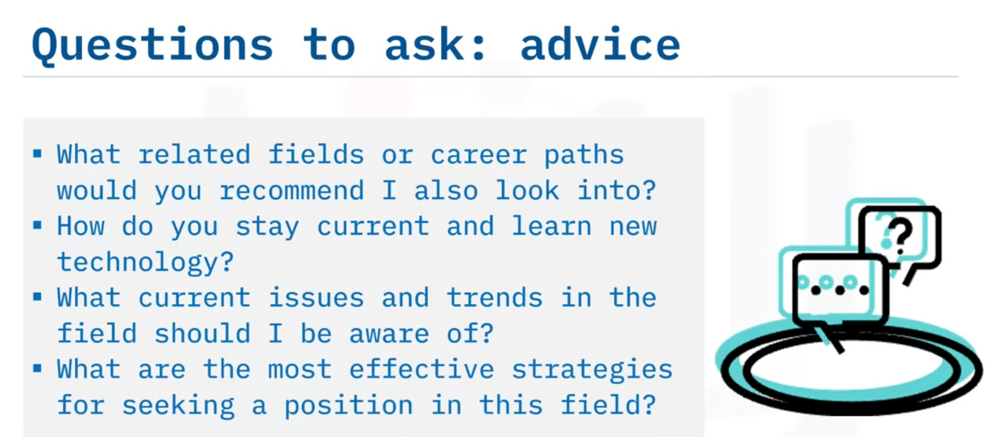 Questions to ask: advice
▪ What related fields or career paths
would you recommend I also look into?
▪ How do you stay current and learn new
technology?
▪ What current issues and trends in the
field should I be aware of?
▪ What are the most effective strategies
for seeking a position in this field?
?
?